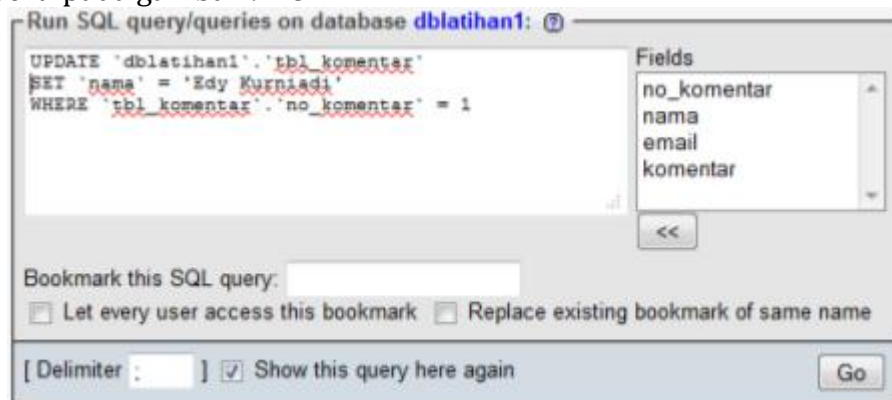 Run SQL query/queries on database dblatihan1:
UPDATE `dblatihan1`.`tbl_komentar`
SET `nama` = 'Edy Kurniadi'
WHERE `tbl_komentar`.`no_komentar` = 1
Fields
no_komentar
nama
email
komentar
<<
Bookmark this SQL query:
Let every user access this bookmark Replace existing bookmark of same name
[ Delimiter ; ] Show this query here again Go